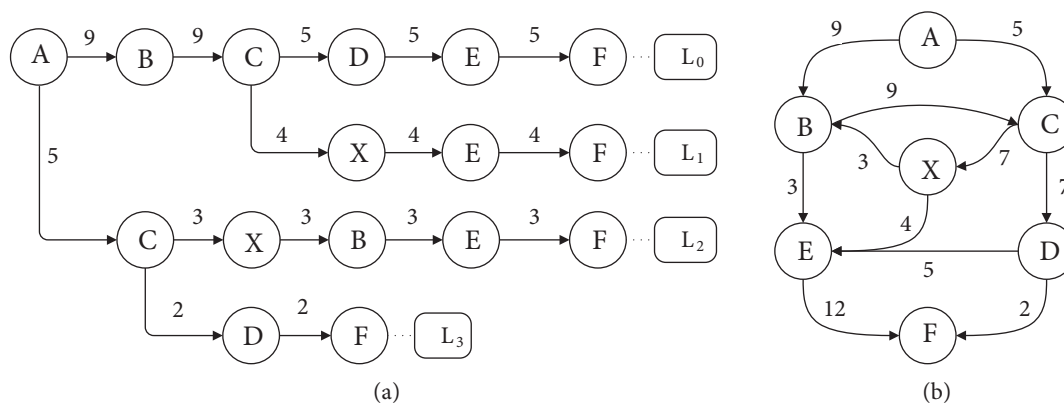 A 9 B 9 C 5 D 5 E 5 F L0
4 X 4 E 4 F L1
5
C 3 X 3 B 3 E 3 F L2
2 D 2 F L3
(a)
9 A 5
B 9 C
3 X 7
3 4 7
E 5 D
12 F 2
(b)